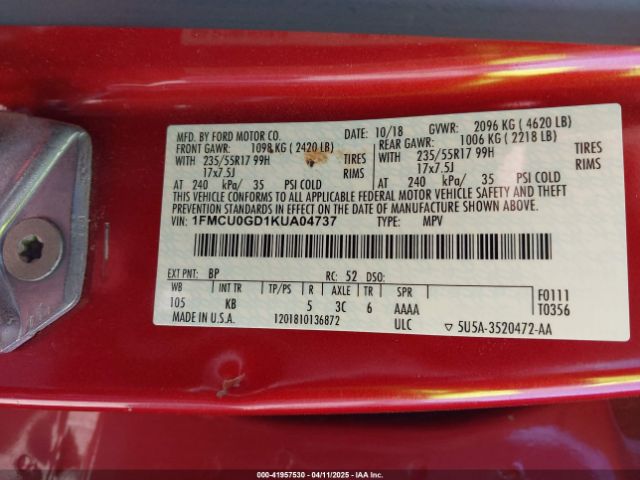 MFD. BY FORD MOTOR CO. DATE: 10/18 GVWR: 2096 KG ( 4620 LB)
FRONT GAWR: 1098 KG ( 2420 LB) REAR GAWR: 1006 KG ( 2218 LB)
WITH 235/55R17 99H TIRES WITH 235/55R17 99H TIRES
17x7.5J RIMS 17x7.5J RIMS
AT 240 kPa/ 35 PSI COLD AT 240 kPa/ 35 PSI COLD
THIS VEHICLE CONFORMS TO ALL APPLICABLE FEDERAL MOTOR VEHICLE SAFETY AND THEFT
PREVENTION STANDARDS IN EFFECT ON THE DATE OF MANUFACTURE SHOWN ABOVE.
VIN: 1FMCU0GD1KUA04737 TYPE: MPV
EXT PNT: BP RC: 52 DSO:
WB INT TR TP/PS R AXLE TR SPR F0111
105 KB 5 3C 6 AAAA T0356
MADE IN U.S.A. 1201810136872 ULC ▽ 5U5A-3520472-AA
000-41957530 - 04/11/2025 - IAA Inc.